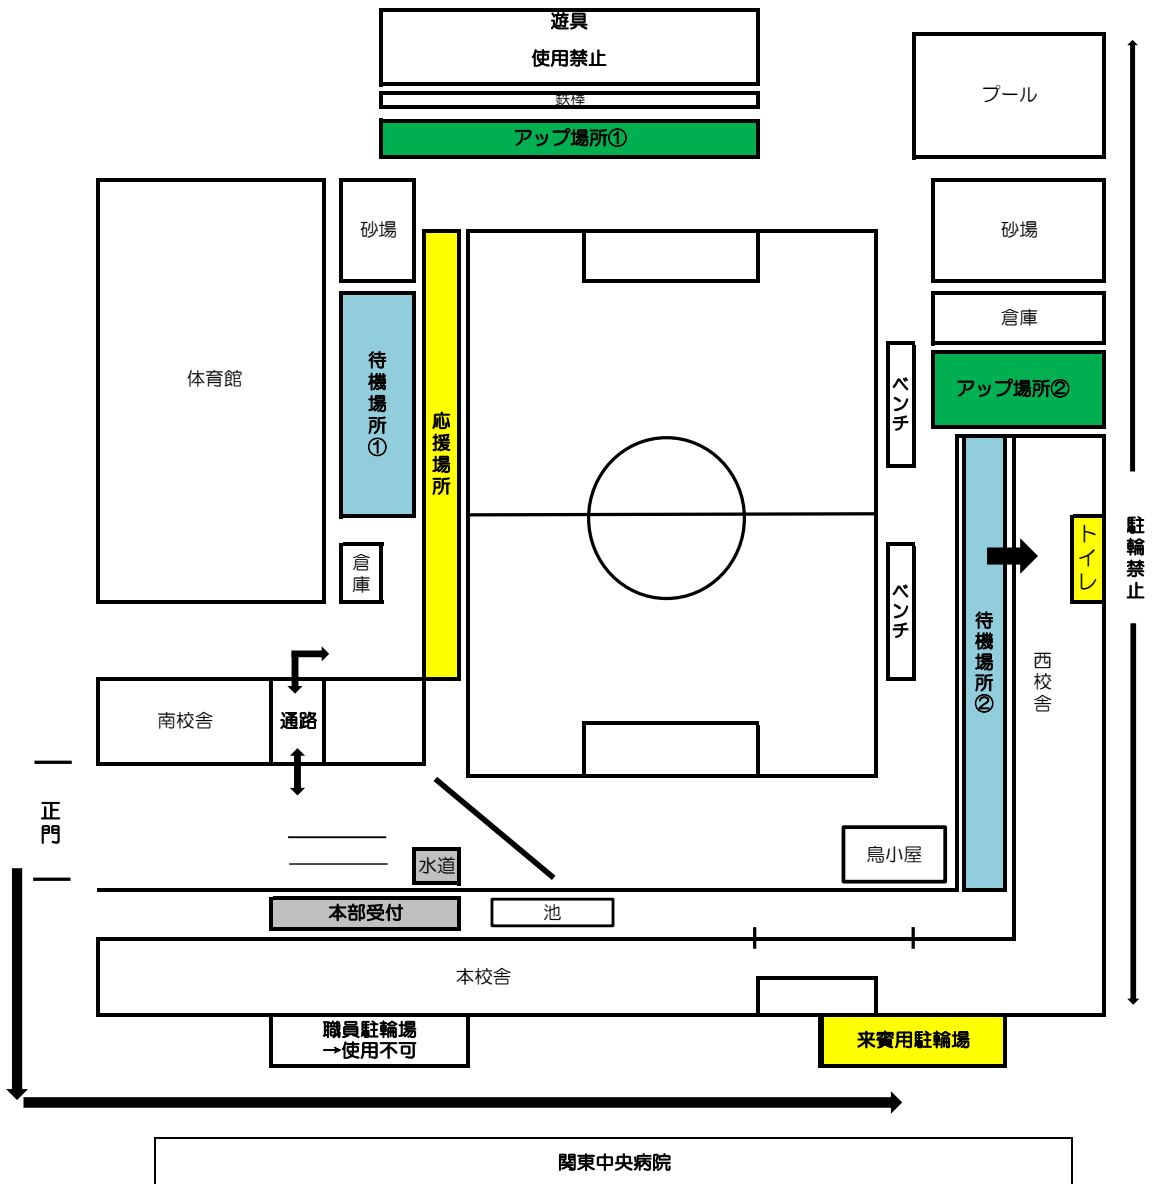 遊具
使用禁止
鉄棒
アップ場所①
プール
砂場
砂場
倉庫
体育館
待機場所①
応援場所
ベンチ
アップ場所②
倉庫
ベンチ
待機場所②
トイレ
駐輪禁止
西校舎
南校舎
通路
正門
水道
鳥小屋
本部受付
池
本校舎
職員駐輪場
→使用不可
来賓用駐輪場
関東中央病院